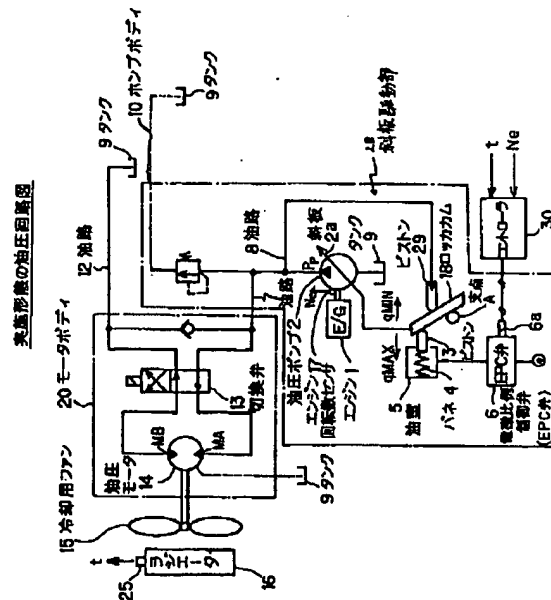 実施形態の油圧回路図
20 モータボディ
12 油路
9 タンク
10 ポンプボディ
9 タンク
15 冷却用ファン
油圧モータ
14
MB
MA
13
切換弁
9 タンク
25
t
ラジエータ
16
7
油路
8 油路
斜板駆動部
油圧ポンプ2
Pp
斜板
2a
Ne
エンジン17
回転数センサ
E/G
エンジン1
タンク
9
ピストン
29
qMAX
qMIN
18ロッカカム
支点
A
3
ピストン
5
油室
バネ4
6
EPC弁
6a
電磁比例
制御弁
(EPC弁)
コントローラ
30
t
Ne